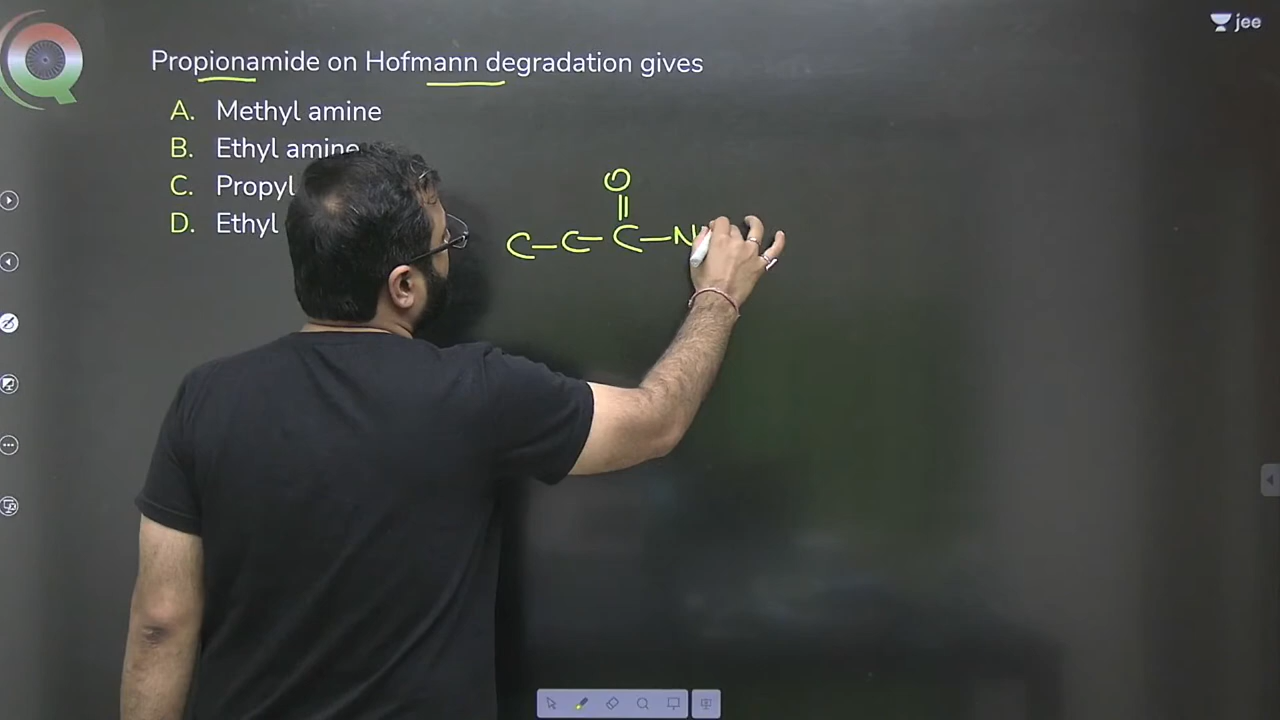 jee
Propionamide on Hofmann degradation gives
A. Methyl amine
B. Ethyl amine
C. Propyl
D. Ethyl
O
C–C–C–N